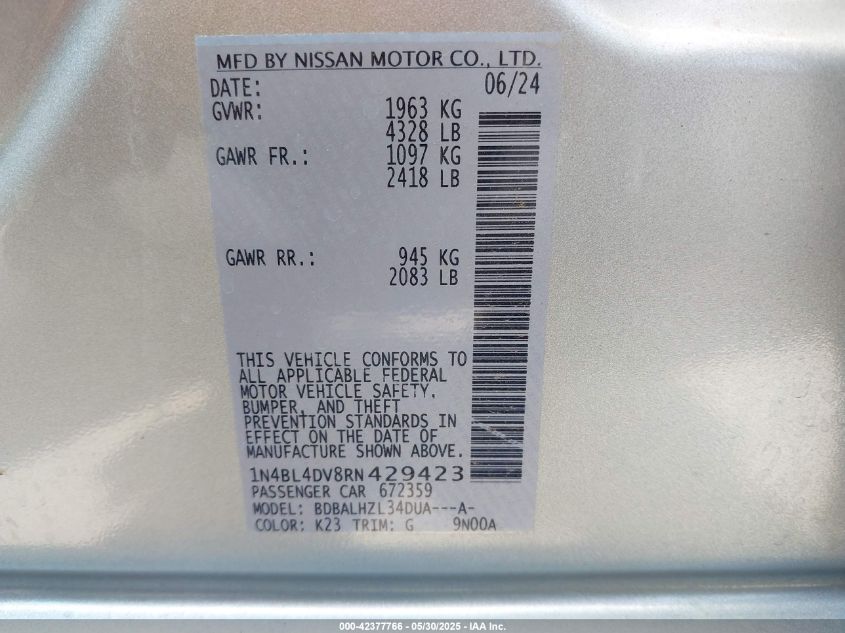 MFD BY NISSAN MOTOR CO., LTD.
DATE: 06/24
GVWR: 1963 KG
4328 LB
GAWR FR.: 1097 KG
2418 LB
GAWR RR.: 945 KG
2083 LB
THIS VEHICLE CONFORMS TO
ALL APPLICABLE FEDERAL
MOTOR VEHICLE SAFETY,
BUMPER, AND THEFT
PREVENTION STANDARDS IN
EFFECT ON THE DATE OF
MANUFACTURE SHOWN ABOVE.
1N4BL4DV8RN429423
PASSENGER CAR 672359
MODEL: BDBALHZL34DUA---A-
COLOR: K23 TRIM: G 9N00A
000-42377766 - 05/30/2025 - IAA Inc.